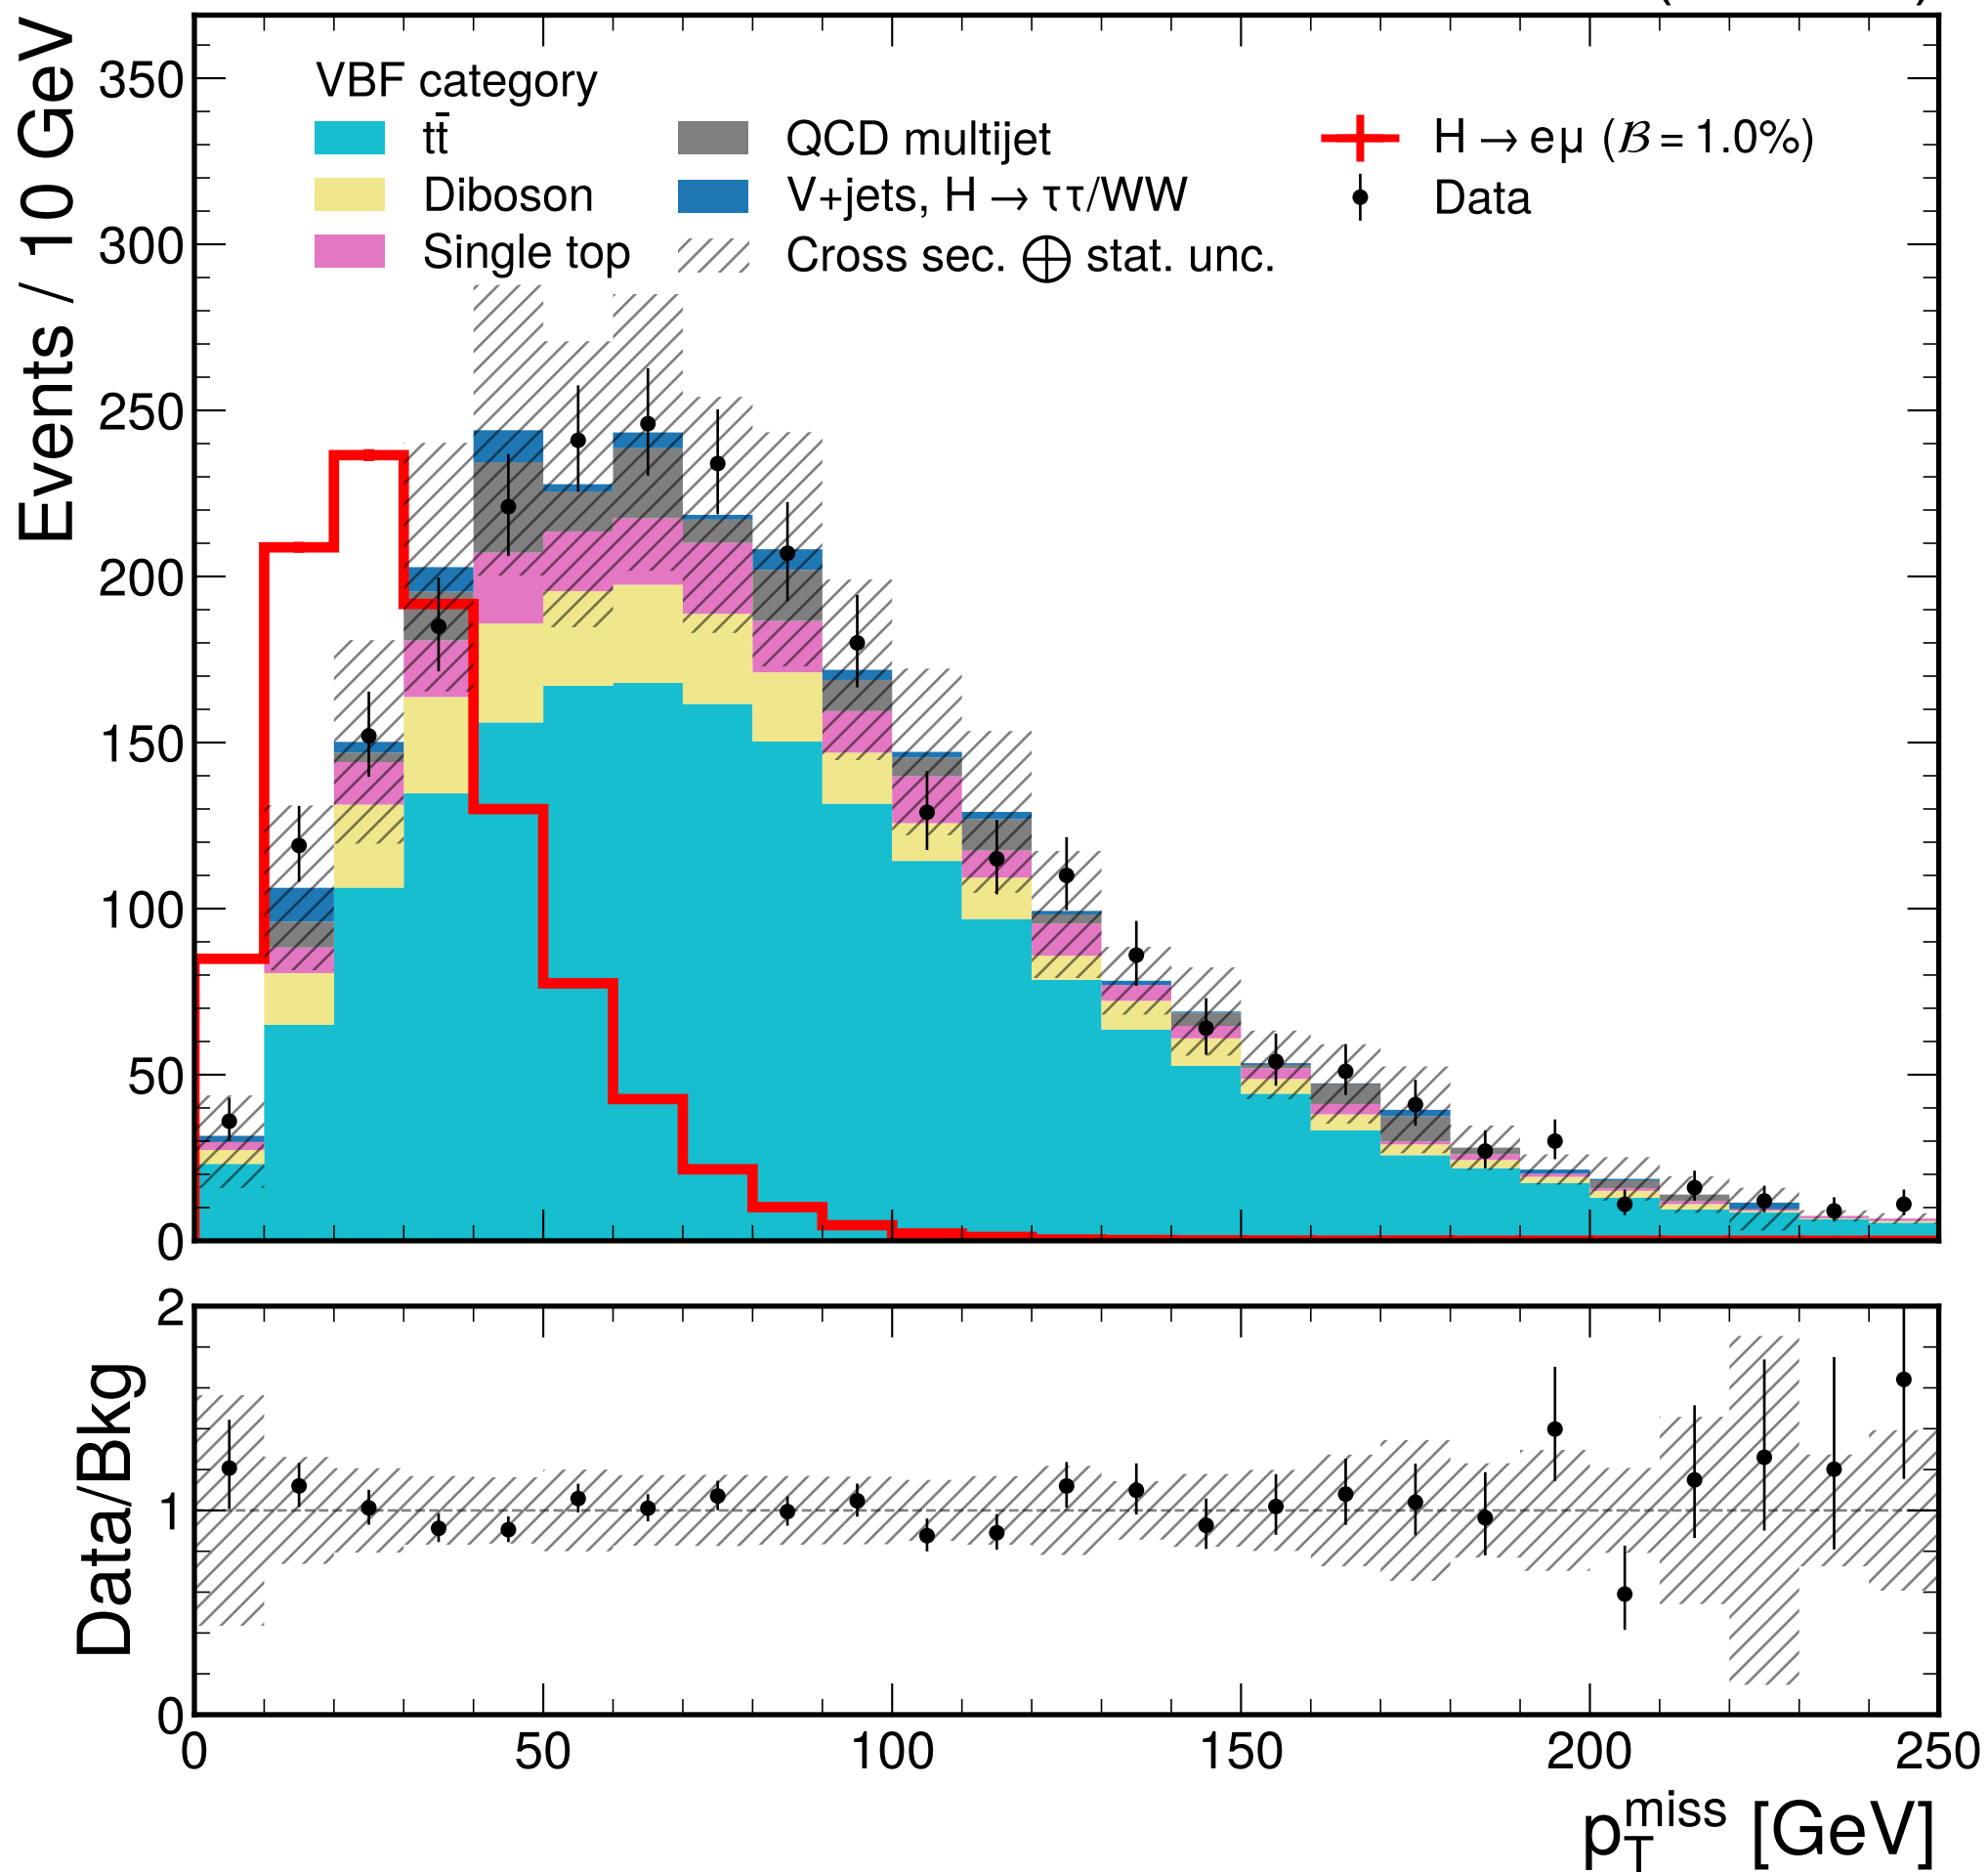 Events / 10 GeV
350
300
250
200
150
100
50
0
VBF category
tt̄
Diboson
Single top
QCD multijet
V+jets, H → ττ/WW
Cross sec. ⊕ stat. unc.
H → eμ (ℬ = 1.0%)
Data
Data/Bkg
2
1
0
0 50 100 150 200 250
p_T^miss [GeV]